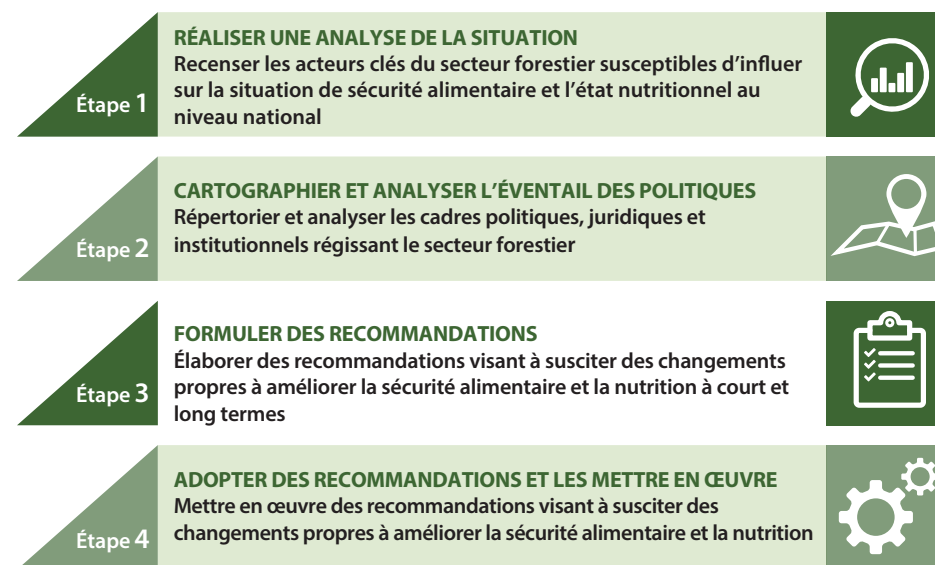 Étape 1
RÉALISER UNE ANALYSE DE LA SITUATION
Recenser les acteurs clés du secteur forestier susceptibles d'influer
sur la situation de sécurité alimentaire et l'état nutritionnel au
niveau national
Étape 2
CARTOGRAPHIER ET ANALYSER L'ÉVENTAIL DES POLITIQUES
Répertorier et analyser les cadres politiques, juridiques et
institutionnels régissant le secteur forestier
Étape 3
FORMULER DES RECOMMANDATIONS
Élaborer des recommandations visant à susciter des changements
propres à améliorer la sécurité alimentaire et la nutrition à court et
long termes
Étape 4
ADOPTER DES RECOMMANDATIONS ET LES METTRE EN ŒUVRE
Mettre en œuvre des recommandations visant à susciter des
changements propres à améliorer la sécurité alimentaire et la nutrition